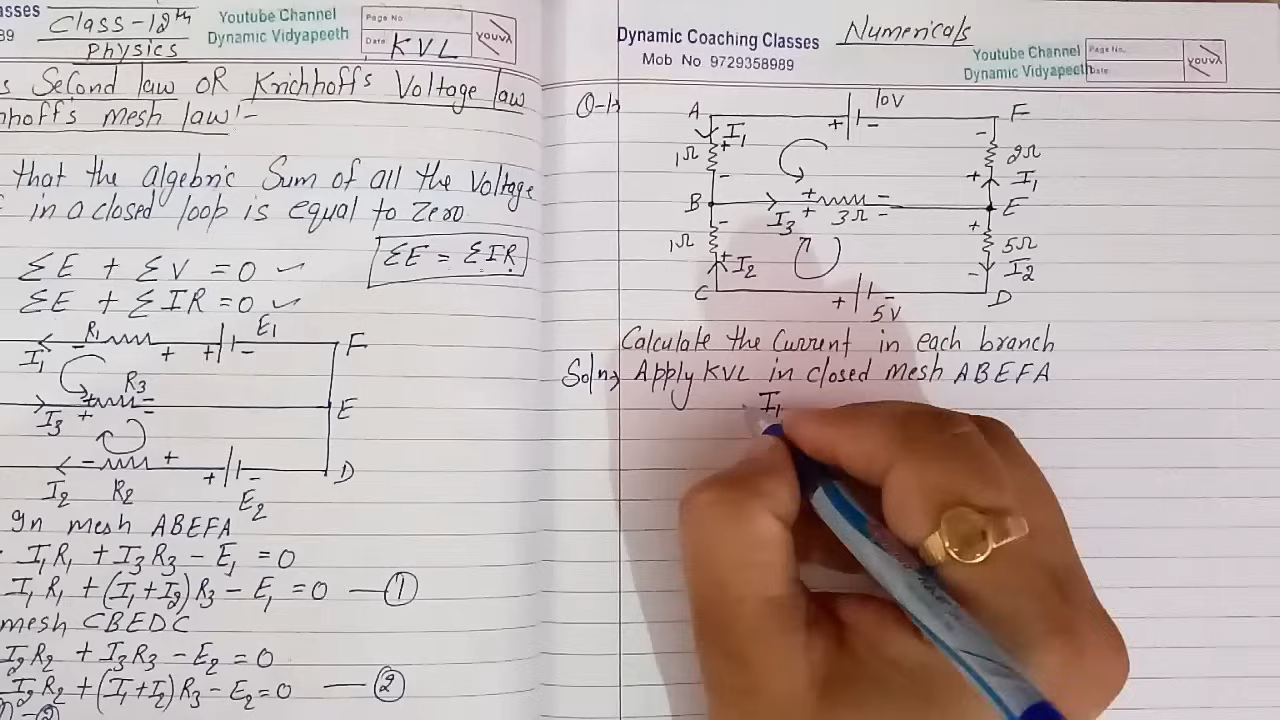 asses
89
Class-12th
Physics
Youtube Channel
Dynamic Vidyapeeth
Page No
Date KVL
youva
s Second law OR Krichhoff's Voltage law
hhoff's mesh law:-
that the algebric Sum of all the Voltage
in a closed loop is equal to Zero
ΣE + ΣV = 0
ΣE = ΣIR
ΣE + ΣIR = 0
R1 + + E1 - F
I1
R3
+ =
I3 E
- + + - D
I2 R2 E2
In mesh ABEFA
I1R1 + I3R3 - E1 = 0
I1R1 + (I1+I2)R3 - E1 = 0 — ①
mesh CBEDC
I2R2 + I3R3 - E2 = 0
I2R2 + (I1+I2)R3 - E2 = 0 — ②
Dynamic Coaching Classes
Mob No 9729358989
Numericals
Youtube Channel
Dynamic Vidyapeeth
Page No.
Date
youva
Q-1
A + 10V - F
I1 + -
1Ω 2Ω
- + I1
B I3 + + 3Ω = E
- +
1Ω 5Ω
+ I2 - I2
C + 5V - D
Calculate the Current in each branch
Soln Apply KVL in closed mesh ABEFA
I1